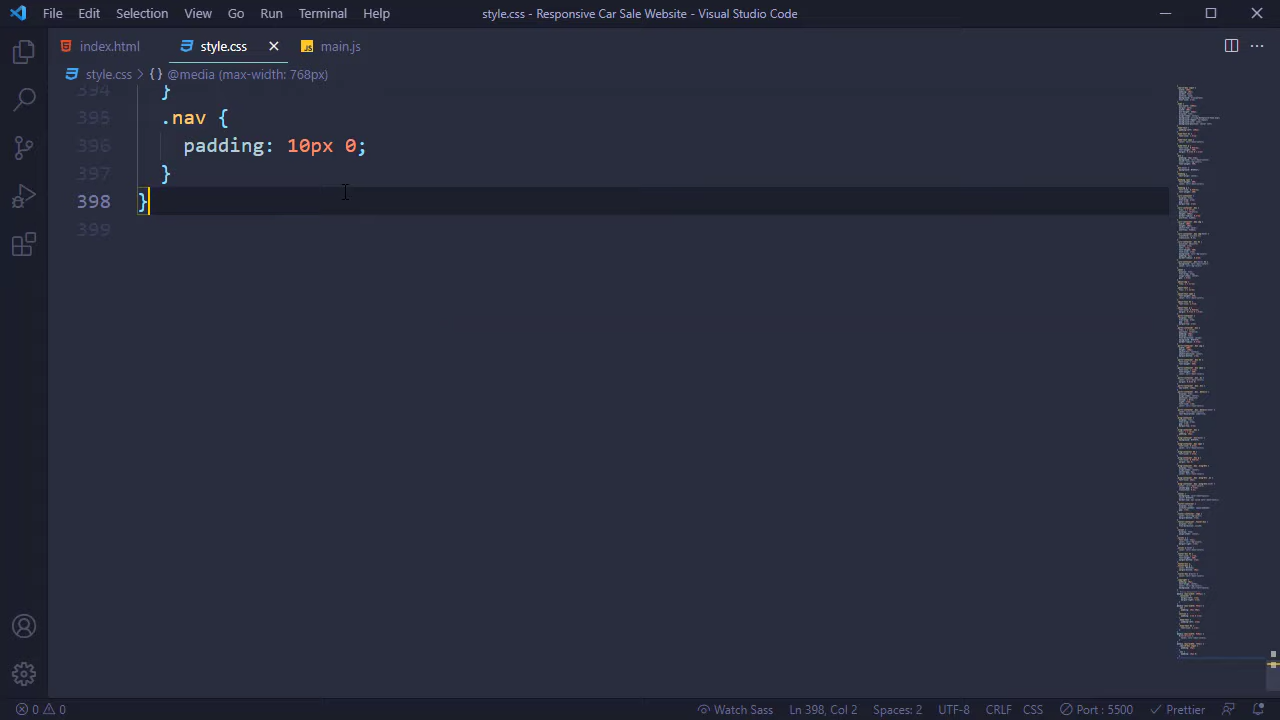 File Edit Selection View Go Run Terminal Help style.css - Responsive Car Sale Website - Visual Studio Code
index.html style.css main.js
style.css > {} @media (max-width: 768px)
394 }
395 .nav {
396 padding: 10px 0;
397 }
398 }
399
0 0 Watch Sass Ln 398, Col 2 Spaces: 2 UTF-8 CRLF CSS Port : 5500 Prettier